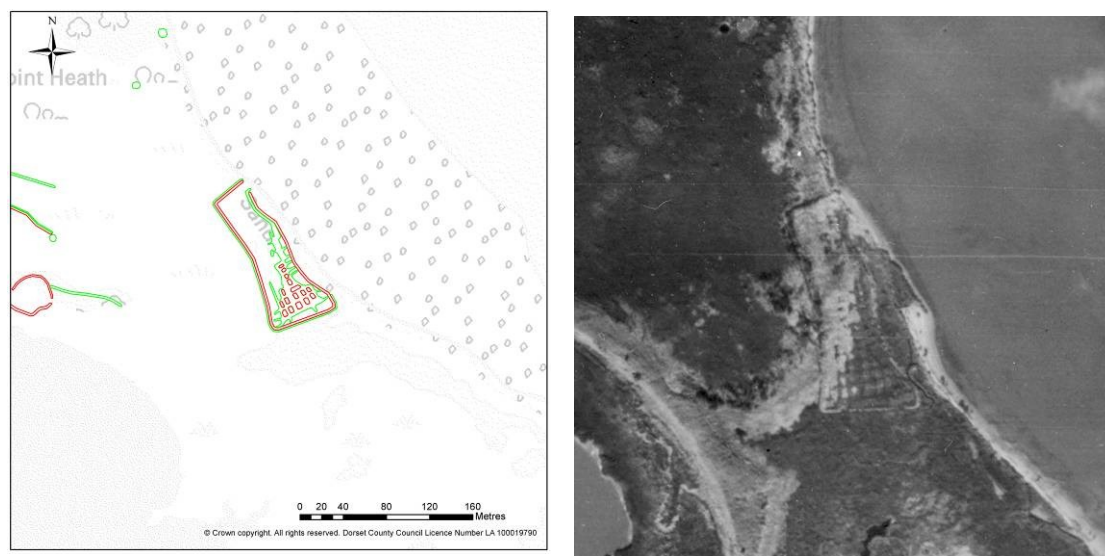 N
oint Heath
Sand
0 20 40 80 120 160
Metres
© Crown copyright. All rights reserved. Dorset County Council Licence Number LA 100019790